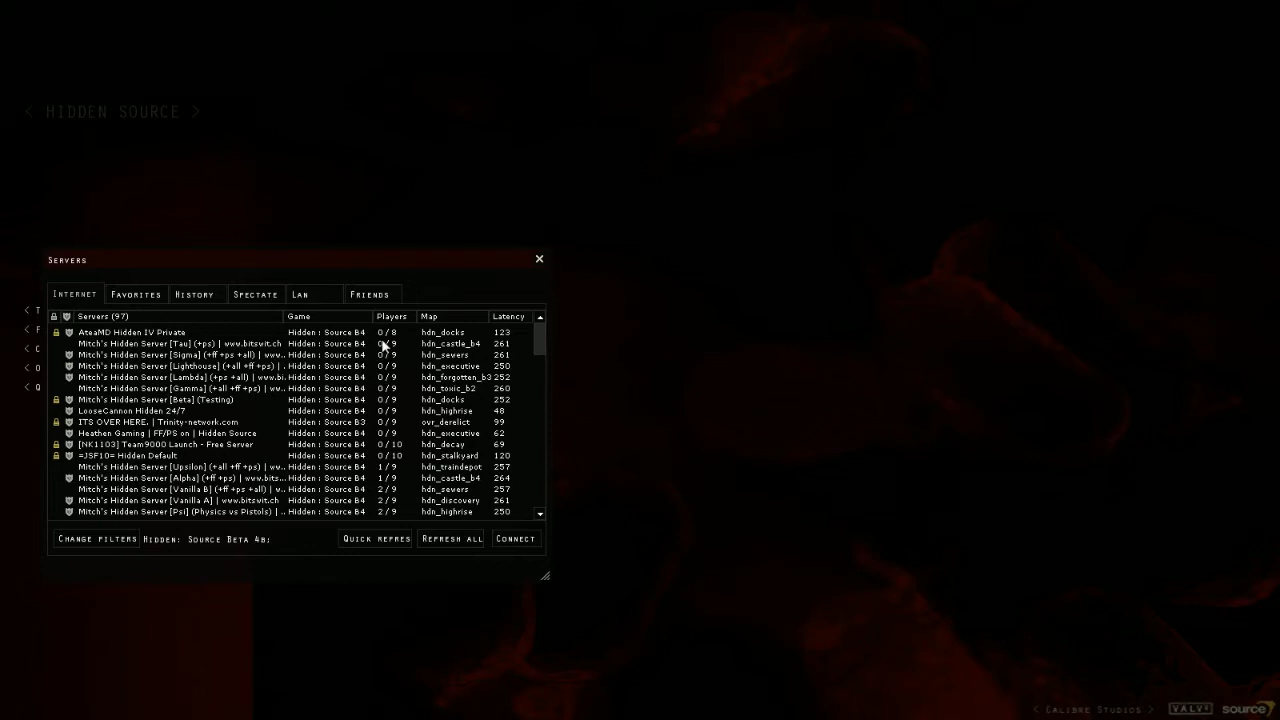 < HIDDEN SOURCE >
SERVERS
INTERNET FAVORITES HISTORY SPECTATE LAN FRIENDS
Servers (97) Game Players Map Latency
AteaMD Hidden IV Private Hidden : Source B4 0 / 8 hdn_docks 123
Mitch's Hidden Server [Tau] (+ps) | www.bitswit.ch Hidden : Source B4 0 / 9 hdn_castle_b4 261
Mitch's Hidden Server [Sigma] (+ff +ps +all) | ww.. Hidden : Source B4 0 / 9 hdn_sewers 261
Mitch's Hidden Server [Lighthouse] (+all +ff +ps) | .. Hidden : Source B4 0 / 9 hdn_executive 250
Mitch's Hidden Server [Lambda] (+ps +all) | www.bi.. Hidden : Source B4 0 / 9 hdn_forgotten_b3 252
Mitch's Hidden Server [Gamma] (+all +ff +ps) | ww.. Hidden : Source B4 0 / 9 hdn_toxic_b2 260
Mitch's Hidden Server [Beta] (Testing) Hidden : Source B4 0 / 9 hdn_docks 252
LooseCannon Hidden 24/7 Hidden : Source B4 0 / 9 hdn_highrise 48
ITS OVER HERE. | Trinity-network.com Hidden : Source B3 0 / 9 ovr_derelict 99
Heathen Gaming | FF/PS on | Hidden Source Hidden : Source B4 0 / 9 hdn_executive 62
[NK1103] Team9000 Launch - Free Server Hidden : Source B4 0 / 10 hdn_decay 69
=JSF10= Hidden Default Hidden : Source B4 0 / 10 hdn_stalkyard 120
Mitch's Hidden Server [Upsilon] (+all +ff +ps) | ww.. Hidden : Source B4 1 / 9 hdn_traindepot 257
Mitch's Hidden Server [Alpha] (+ff +ps) | www.bits.. Hidden : Source B4 1 / 9 hdn_castle_b4 264
Mitch's Hidden Server [Vanilla B] (+ff +ps +all) | w.. Hidden : Source B4 2 / 9 hdn_sewers 257
Mitch's Hidden Server [Vanilla A] | www.bitswit.ch Hidden : Source B4 2 / 9 hdn_discovery 261
Mitch's Hidden Server [Psi] (Physics vs Pistols) | .. Hidden : Source B4 2 / 9 hdn_highrise 250
CHANGE FILTERS HIDDEN: SOURCE BETA 4B; QUICK REFRES REFRESH ALL CONNECT
< T
< F
< C
< O
< Q
< CALIBRE STUDIOS > VALVE source